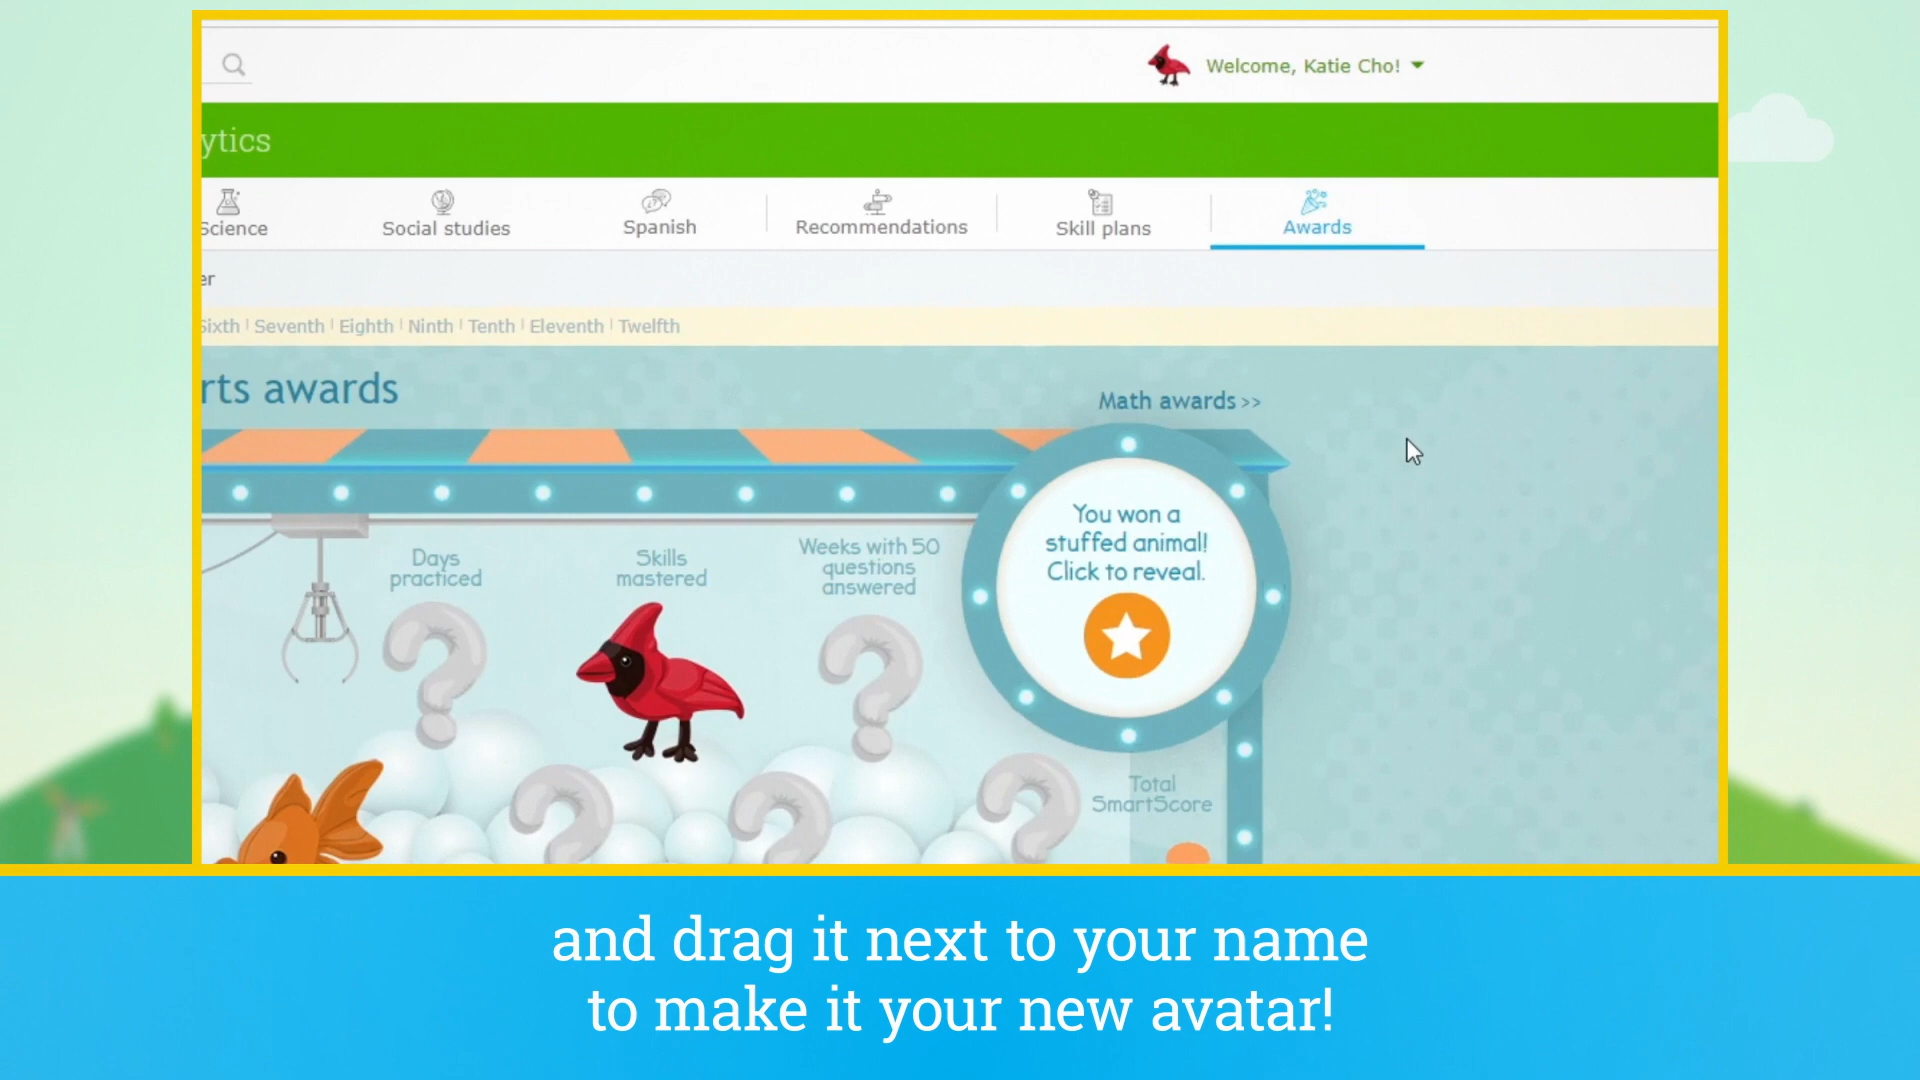 Welcome, Katie Cho!
ytics
Science
Social studies
Spanish
Recommendations
Skill plans
Awards
er
Sixth Seventh Eighth Ninth Tenth Eleventh Twelfth
rts awards
Math awards >>
Days
practiced
Skills
mastered
Weeks with 50
questions
answered
You won a
stuffed animal!
Click to reveal.
Total
SmartScore
and drag it next to your name
to make it your new avatar!